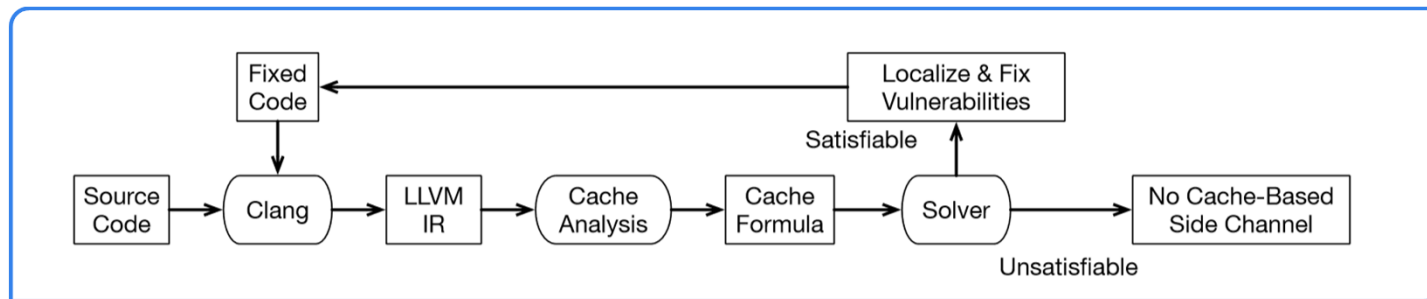 Fixed
Code
Localize & Fix
Vulnerabilities
Satisfiable
Source
Code
Clang
LLVM
IR
Cache
Analysis
Cache
Formula
Solver
No Cache-Based
Side Channel
Unsatisfiable